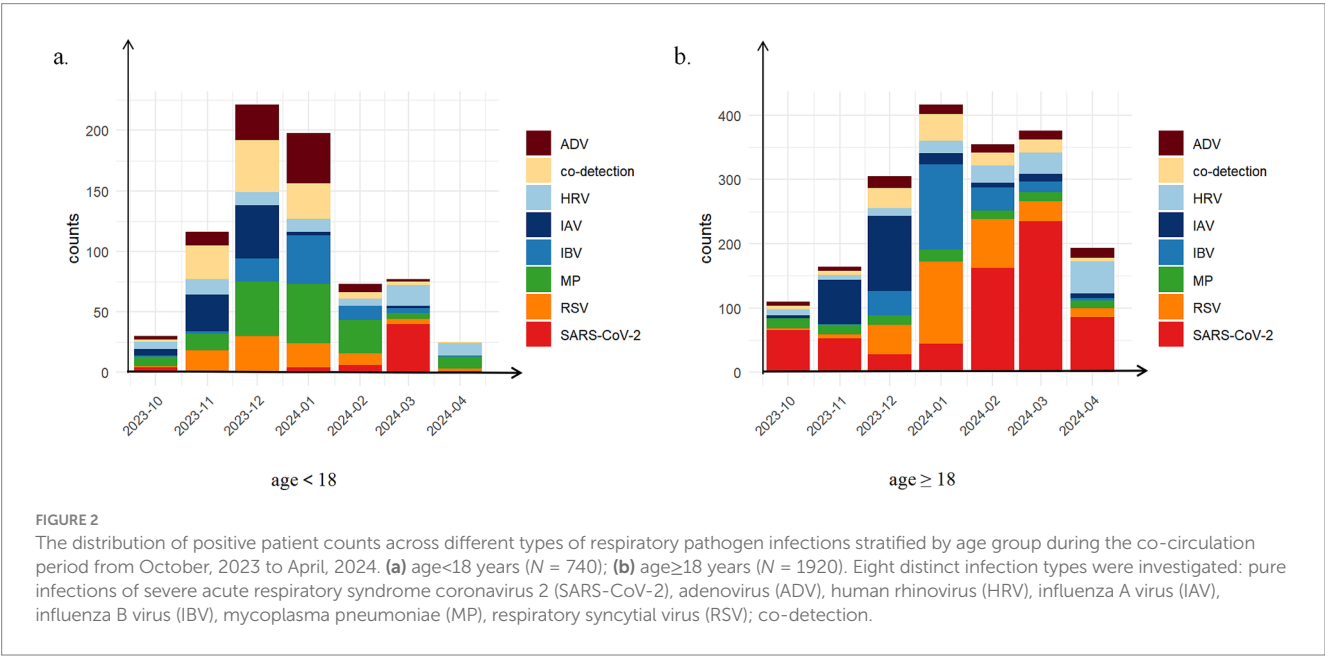 a.
counts
200
150
100
50
0
2023-10
2023-11
2023-12
2024-01
2024-02
2024-03
2024-04
ADV
co-detection
HRV
IAV
IBV
MP
RSV
SARS-CoV-2
age < 18
b.
counts
400
300
200
100
0
2023-10
2023-11
2023-12
2024-01
2024-02
2024-03
2024-04
ADV
co-detection
HRV
IAV
IBV
MP
RSV
SARS-CoV-2
age ≥ 18
FIGURE 2
The distribution of positive patient counts across different types of respiratory pathogen infections stratified by age group during the co-circulation
period from October, 2023 to April, 2024. (a) age<18 years (N = 740); (b) age≥18 years (N = 1920). Eight distinct infection types were investigated: pure
infections of severe acute respiratory syndrome coronavirus 2 (SARS-CoV-2), adenovirus (ADV), human rhinovirus (HRV), influenza A virus (IAV),
influenza B virus (IBV), mycoplasma pneumoniae (MP), respiratory syncytial virus (RSV); co-detection.